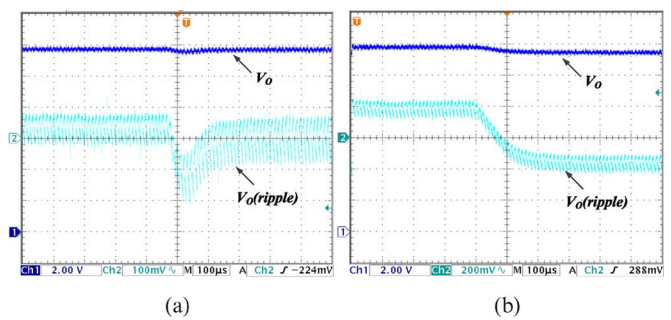 T
T
Vo
Vo
2
2
Vo(ripple)
Vo(ripple)
1
1
Ch1 2.00 V Ch2 100mV∿ M 100µs A Ch2 ∫ −224mV
Ch1 2.00 V Ch2 200mV∿ M 100µs A Ch2 ∫ 288mV
(a)
(b)